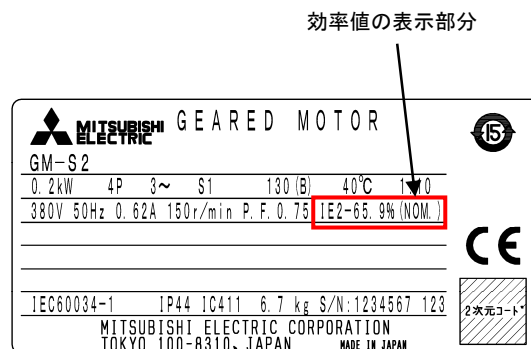 効率値の表示部分
MITSUBISHI ELECTRIC GEARED MOTOR
15
GM-S2
0.2kW 4P 3~ S1 130(B) 40℃ 1/10
380V 50Hz 0.62A 150r/min P.F.0.75 IE2-65.9%(NOM.)
CE
IEC60034-1 IP44 IC411 6.7 kg S/N:1234567 123
2次元コード
MITSUBISHI ELECTRIC CORPORATION
TOKYO 100-8310, JAPAN MADE IN JAPAN